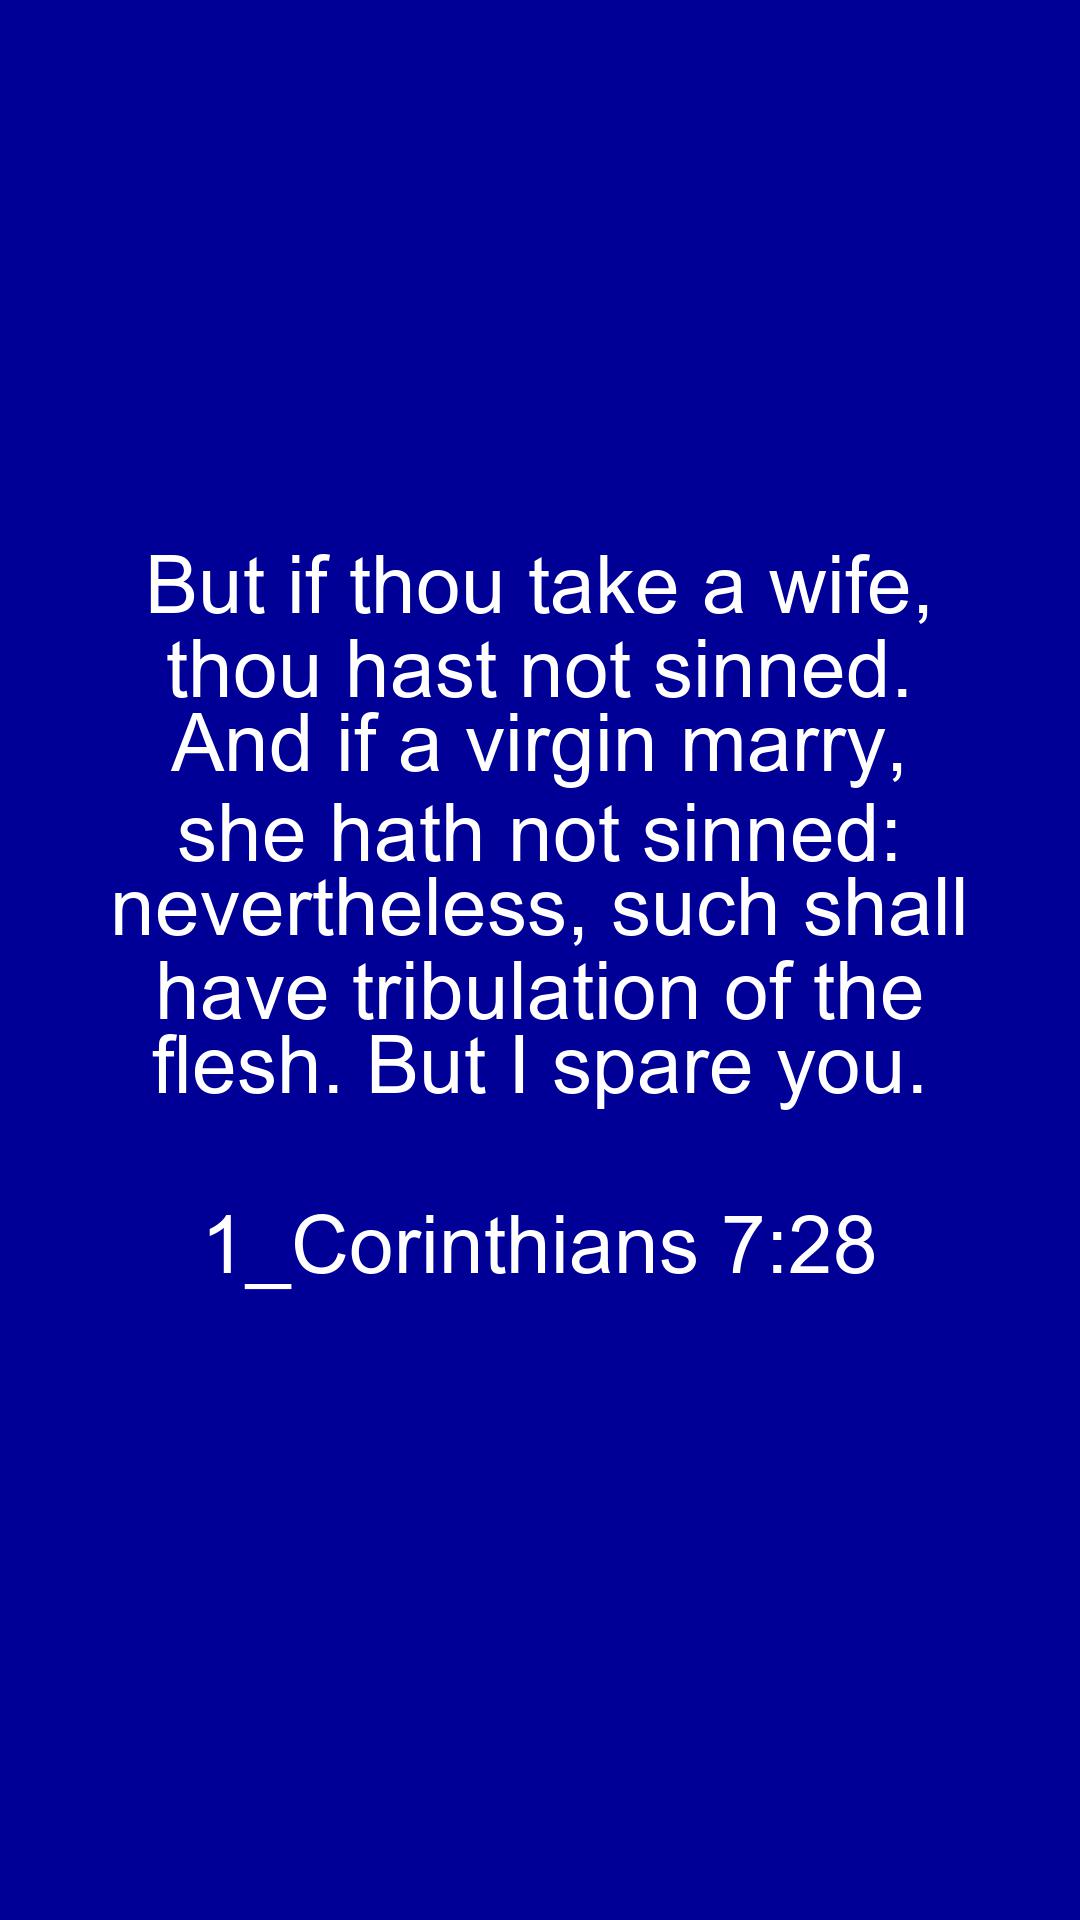 But if thou take a wife,
thou hast not sinned.
And if a virgin marry,
she hath not sinned:
nevertheless, such shall
have tribulation of the
flesh. But I spare you.
1_Corinthians 7:28